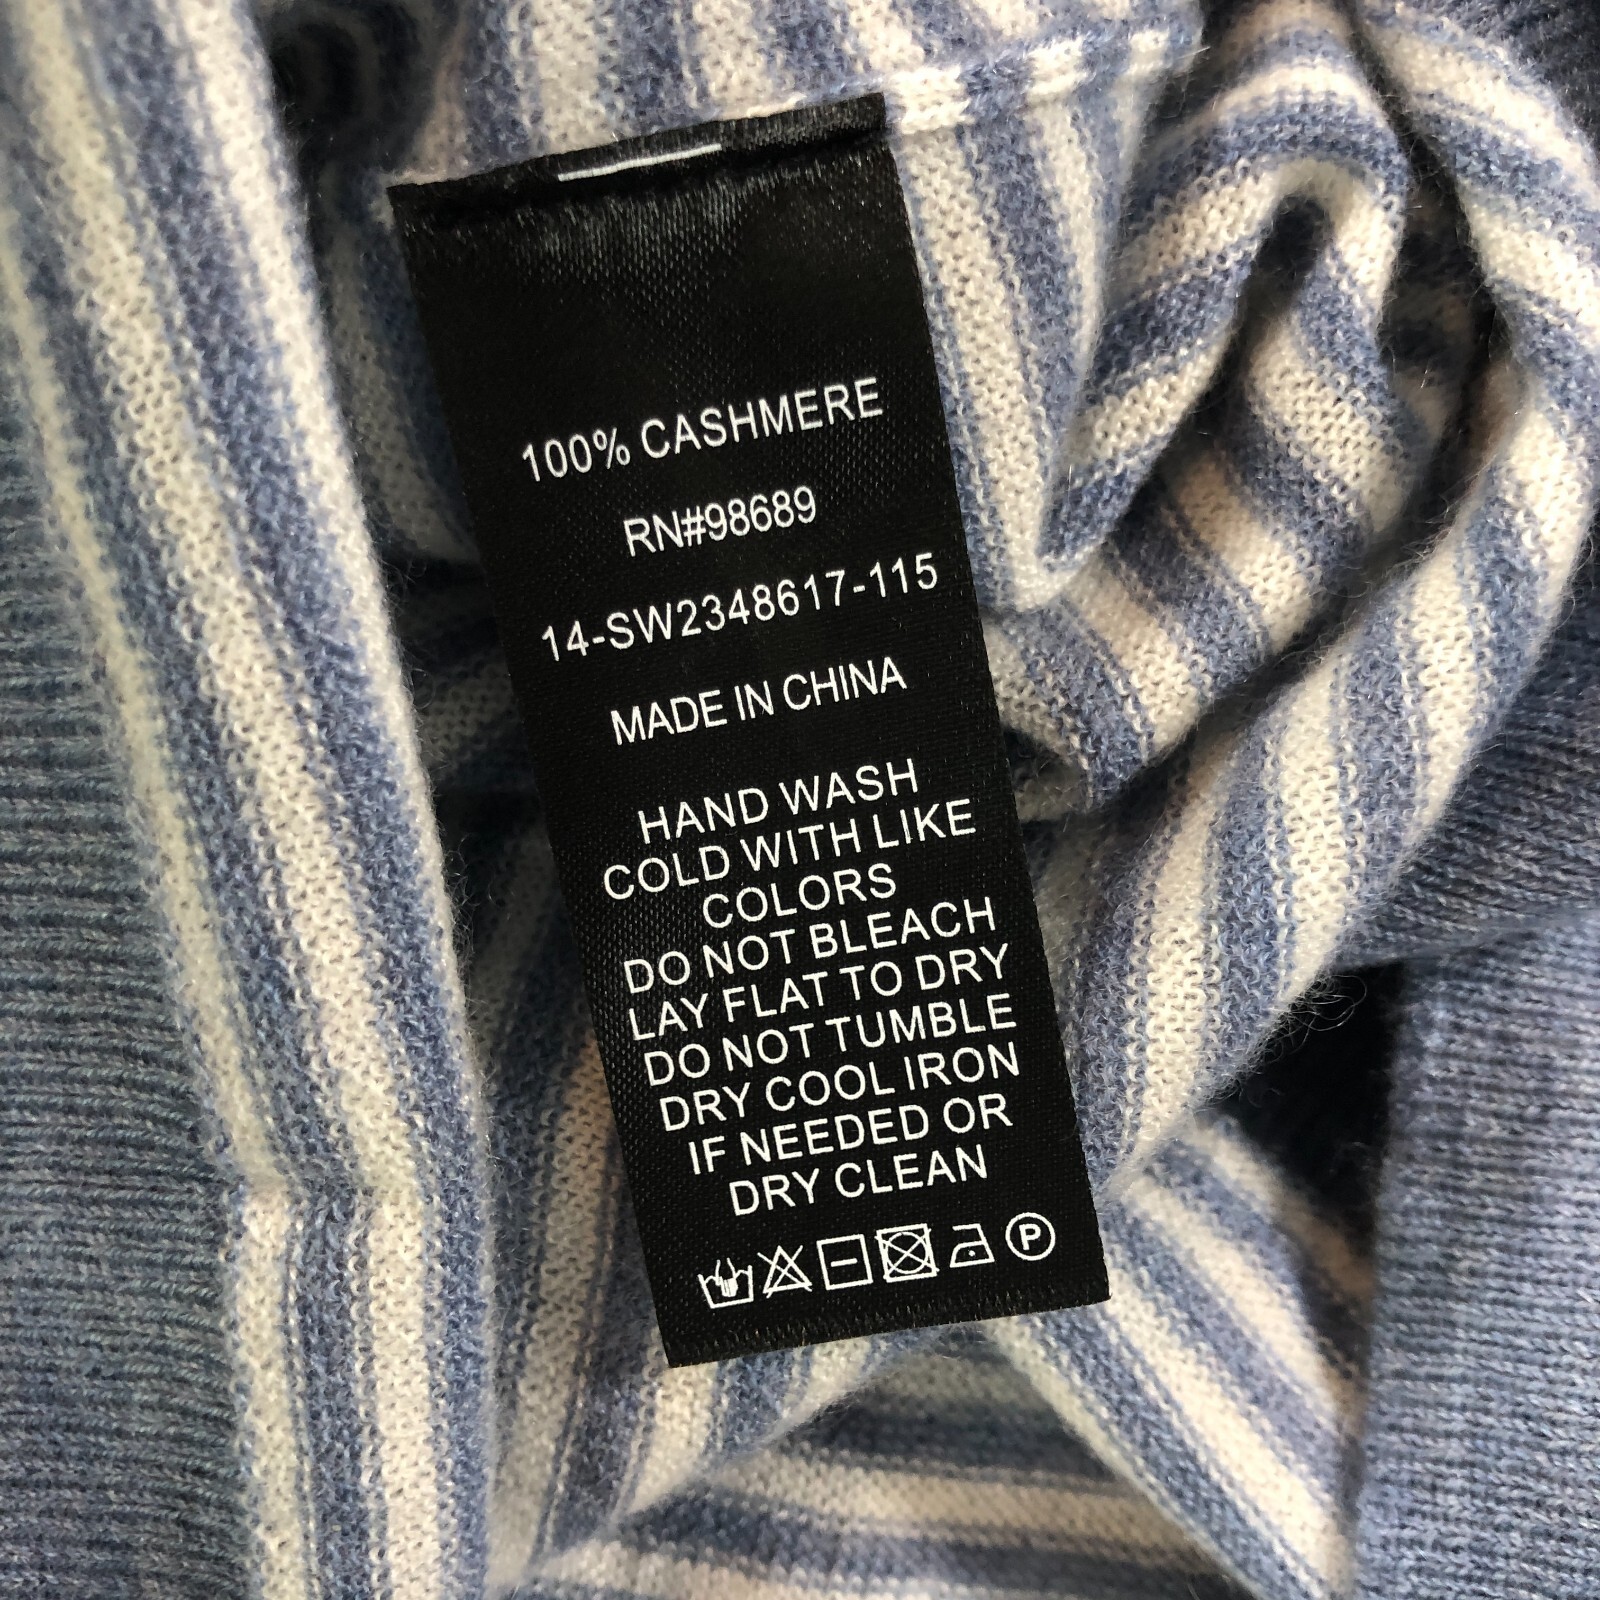 100% CASHMERE
RN#98689
14-SW2348617-115
MADE IN CHINA
HAND WASH
COLD WITH LIKE
COLORS
DO NOT BLEACH
LAY FLAT TO DRY
DO NOT TUMBLE
DRY COOL IRON
IF NEEDED OR
DRY CLEAN
P